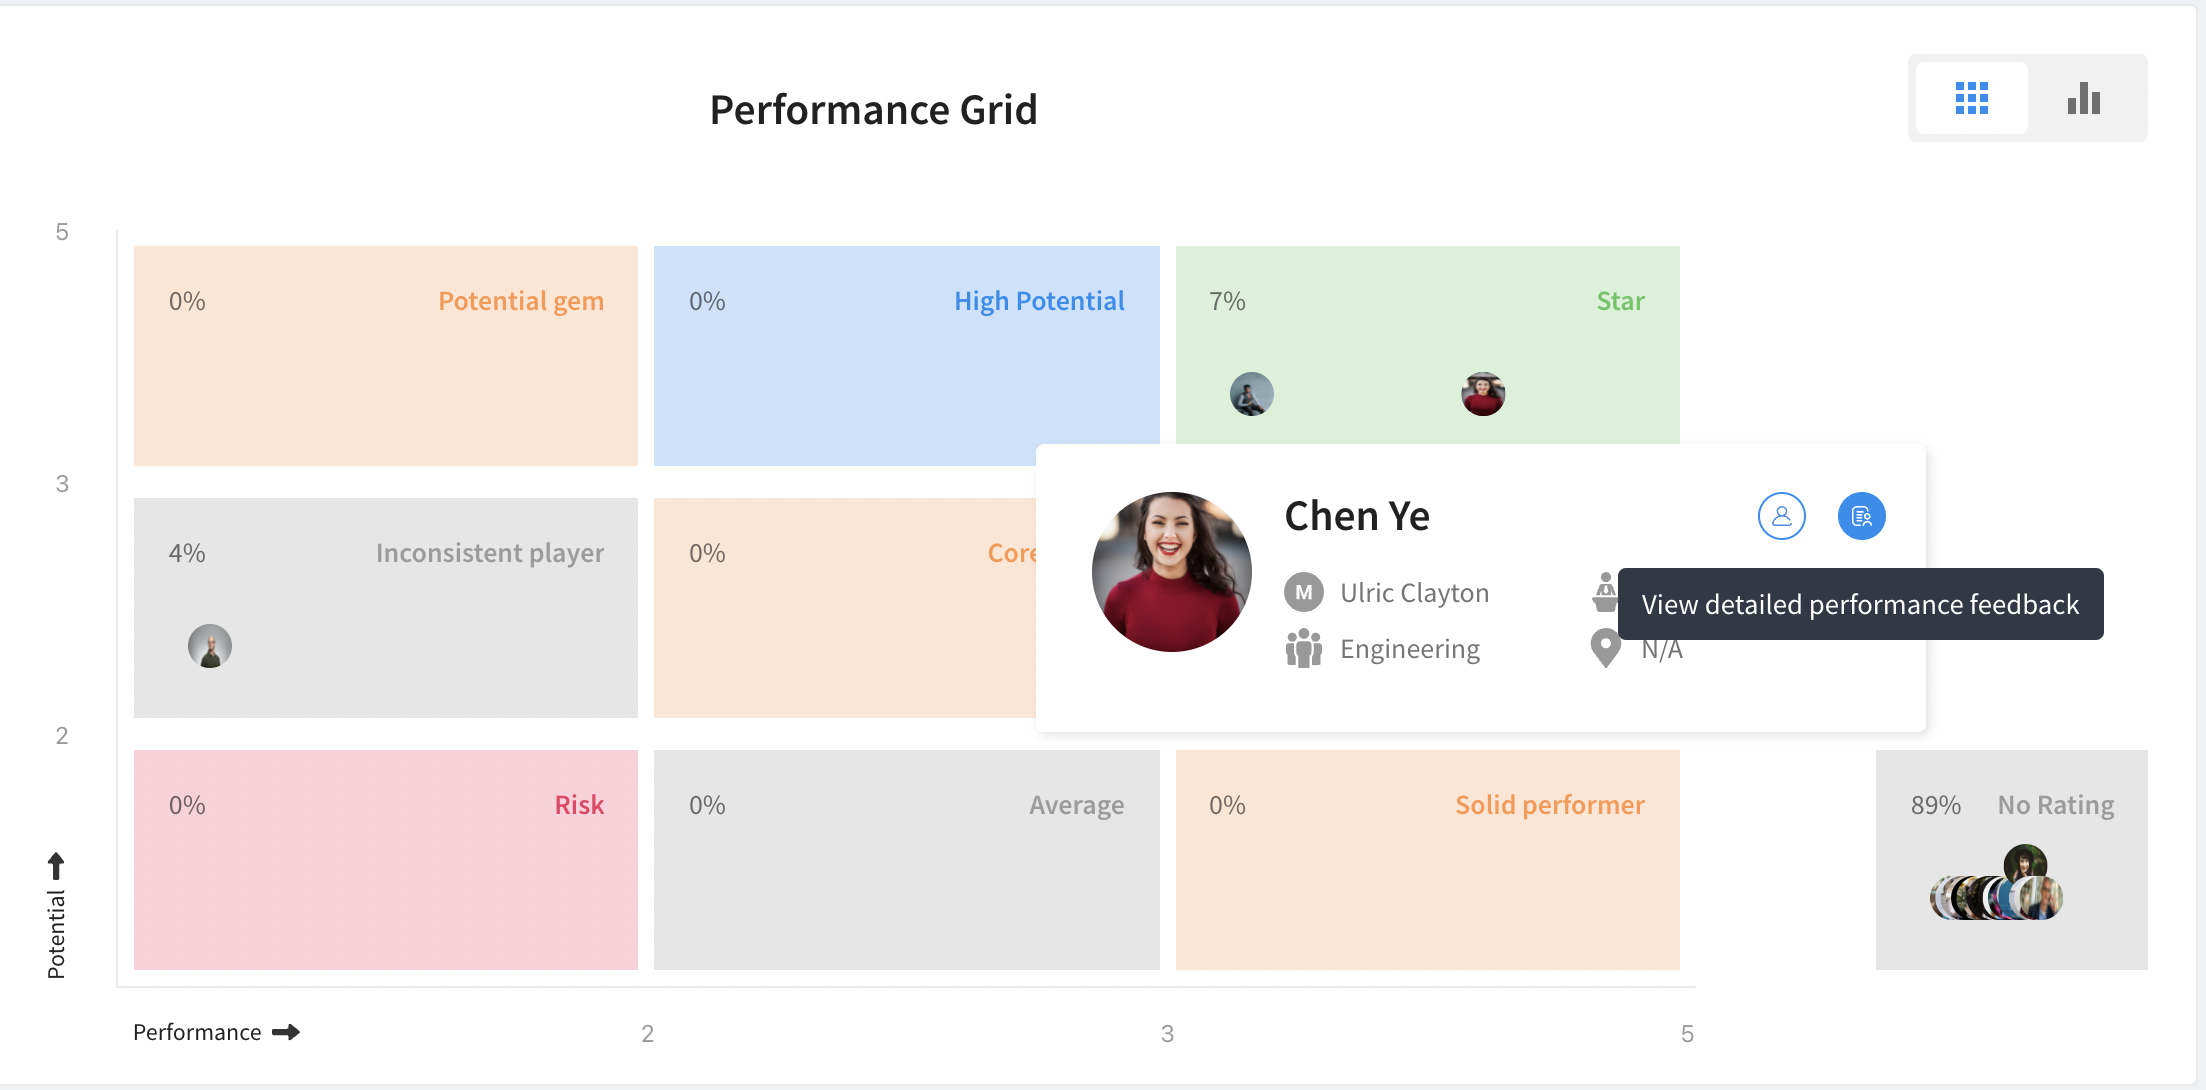 Performance Grid
5
0% Potential gem
0% High Potential
7% Star
3
Chen Ye
4% Inconsistent player
0% Core
M Ulric Clayton
View detailed performance feedback
Engineering
N/A
2
0% Risk
0% Average
0% Solid performer
89% No Rating
Potential
Performance
2
3
5